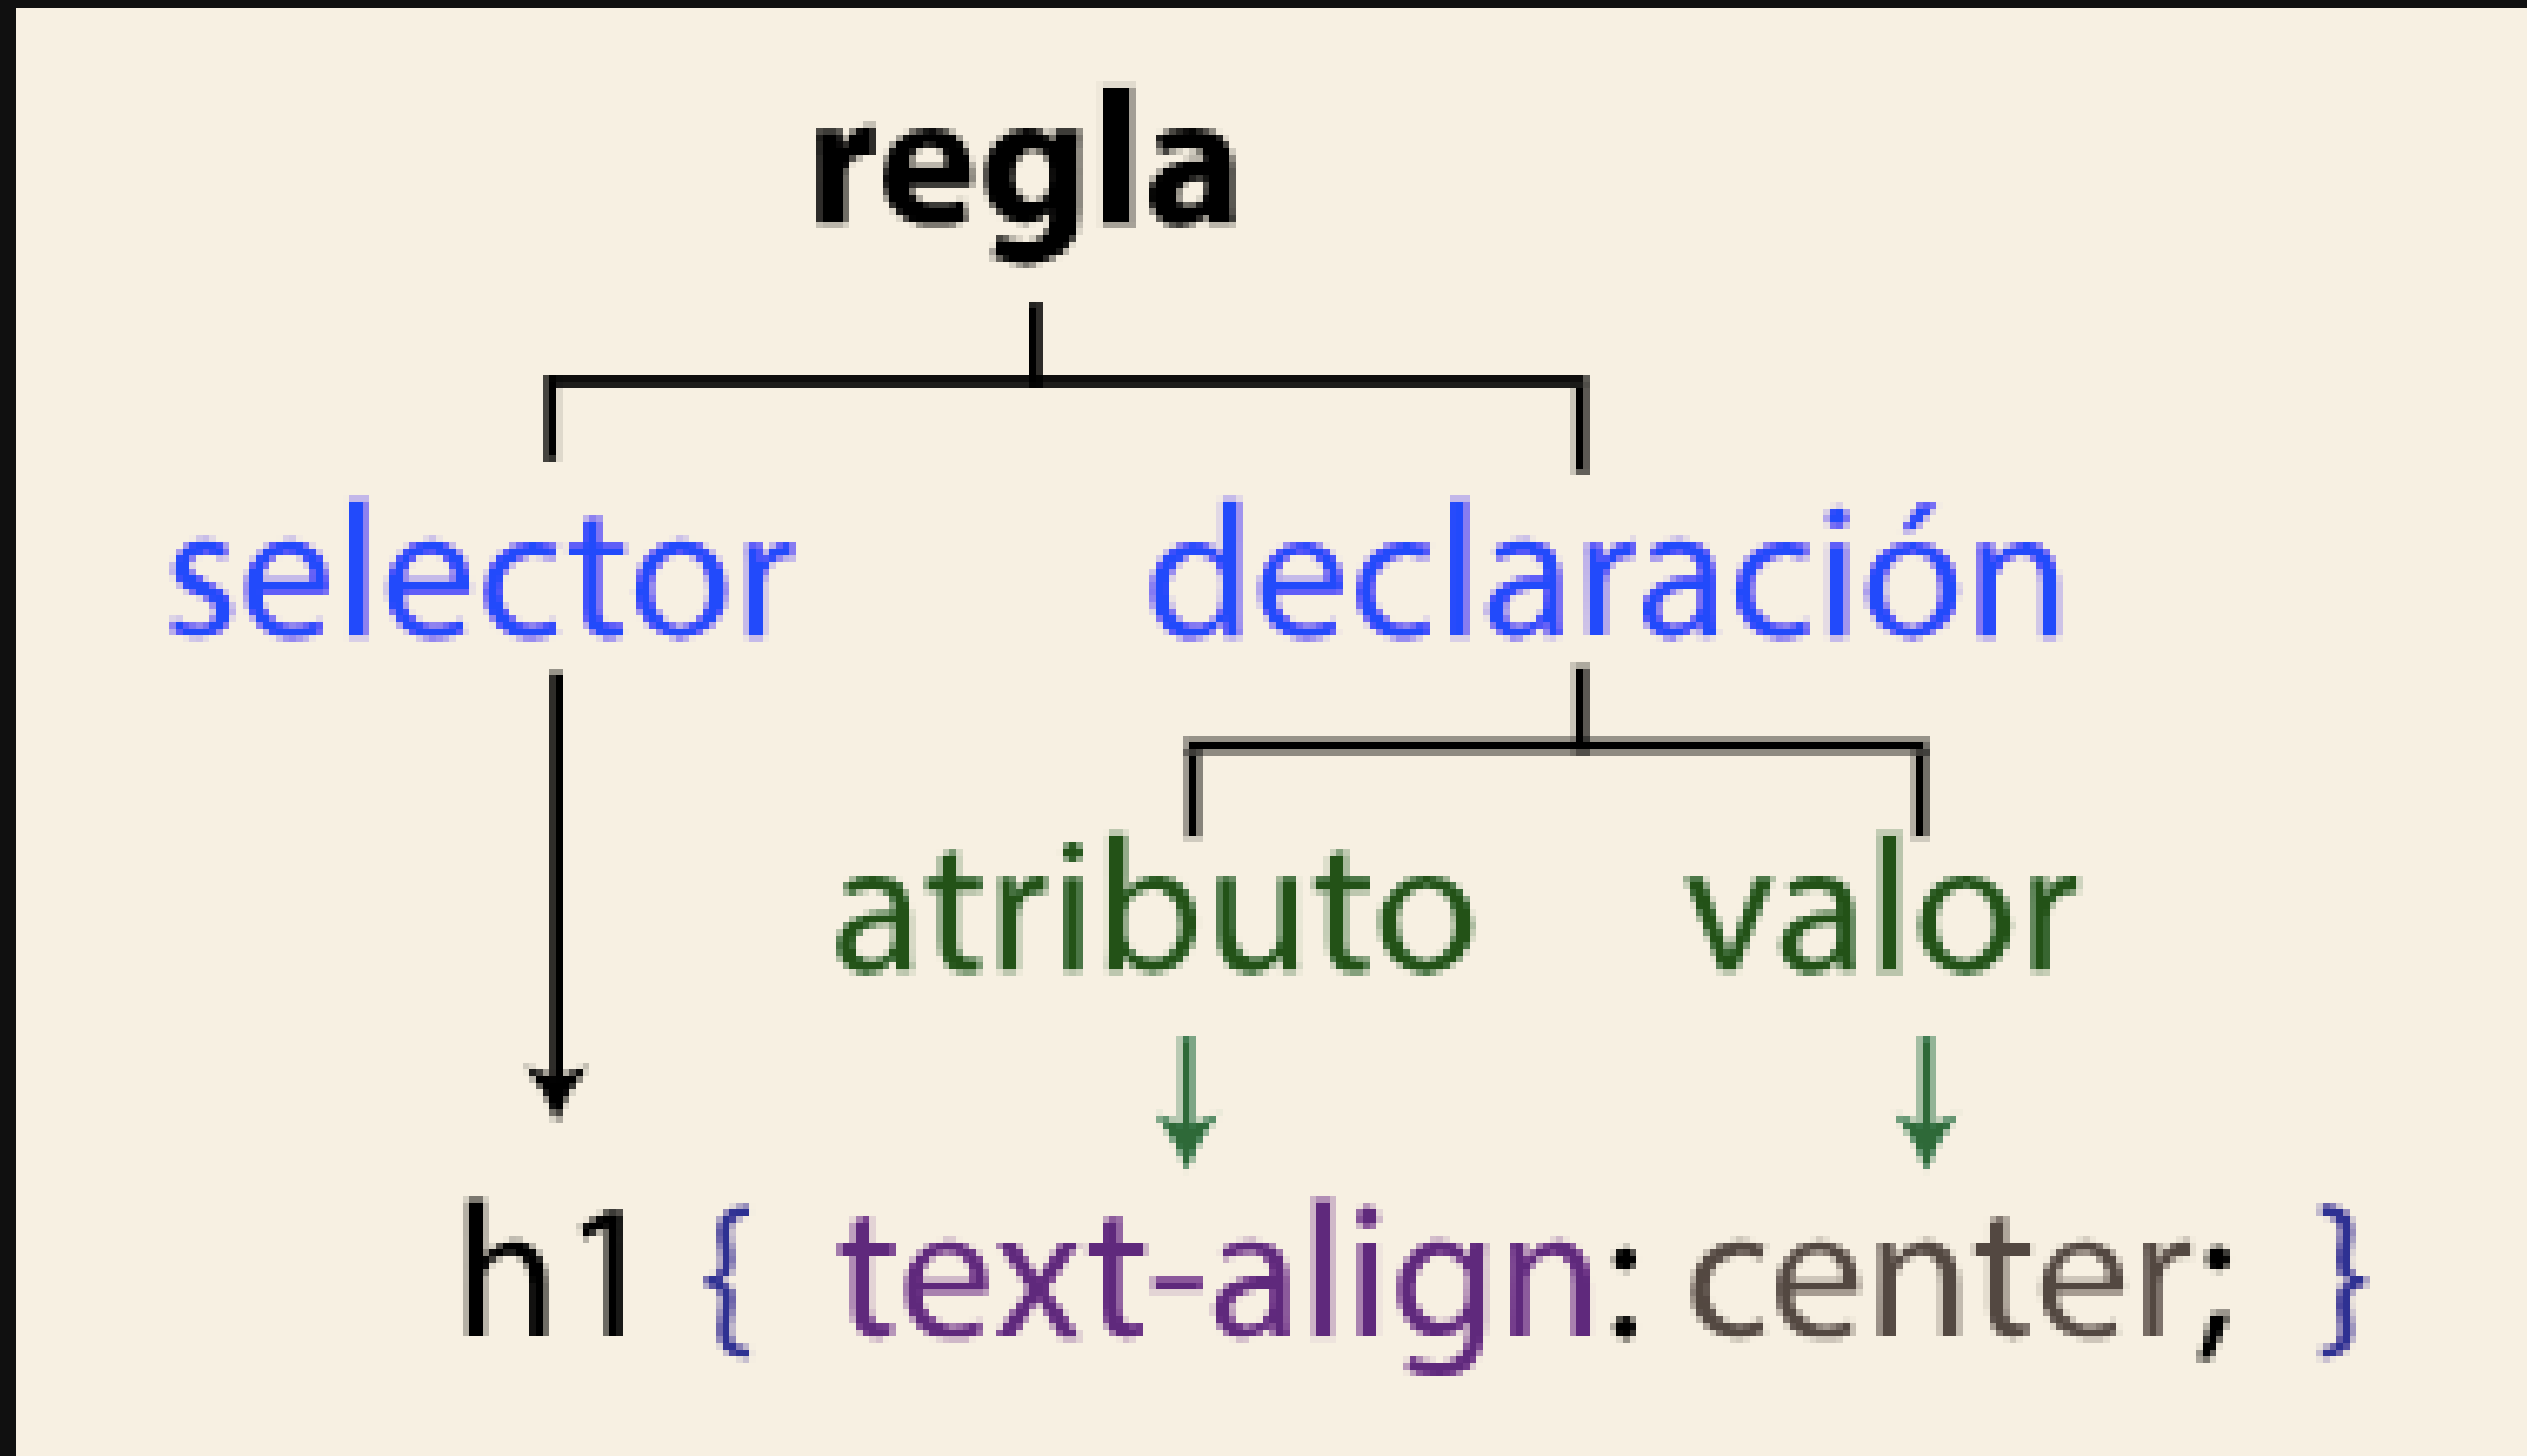 regla
selector declaración
atributo valor
h1 { text-align: center; }